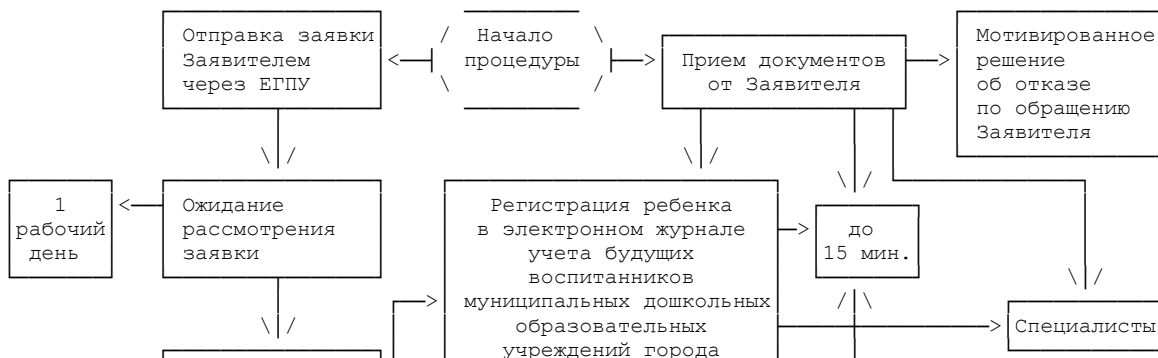 Отправка заявки
Заявителем
через ЕГПУ
Начало
процедуры
Прием документов
от Заявителя
Мотивированное
решение
об отказе
по обращению
Заявителя
1
рабочий
день
Ожидание
рассмотрения
заявки
Регистрация ребенка
в электронном журнале
учета будущих
воспитанников
муниципальных дошкольных
образовательных
учреждений города
до
15 мин.
Специалисты